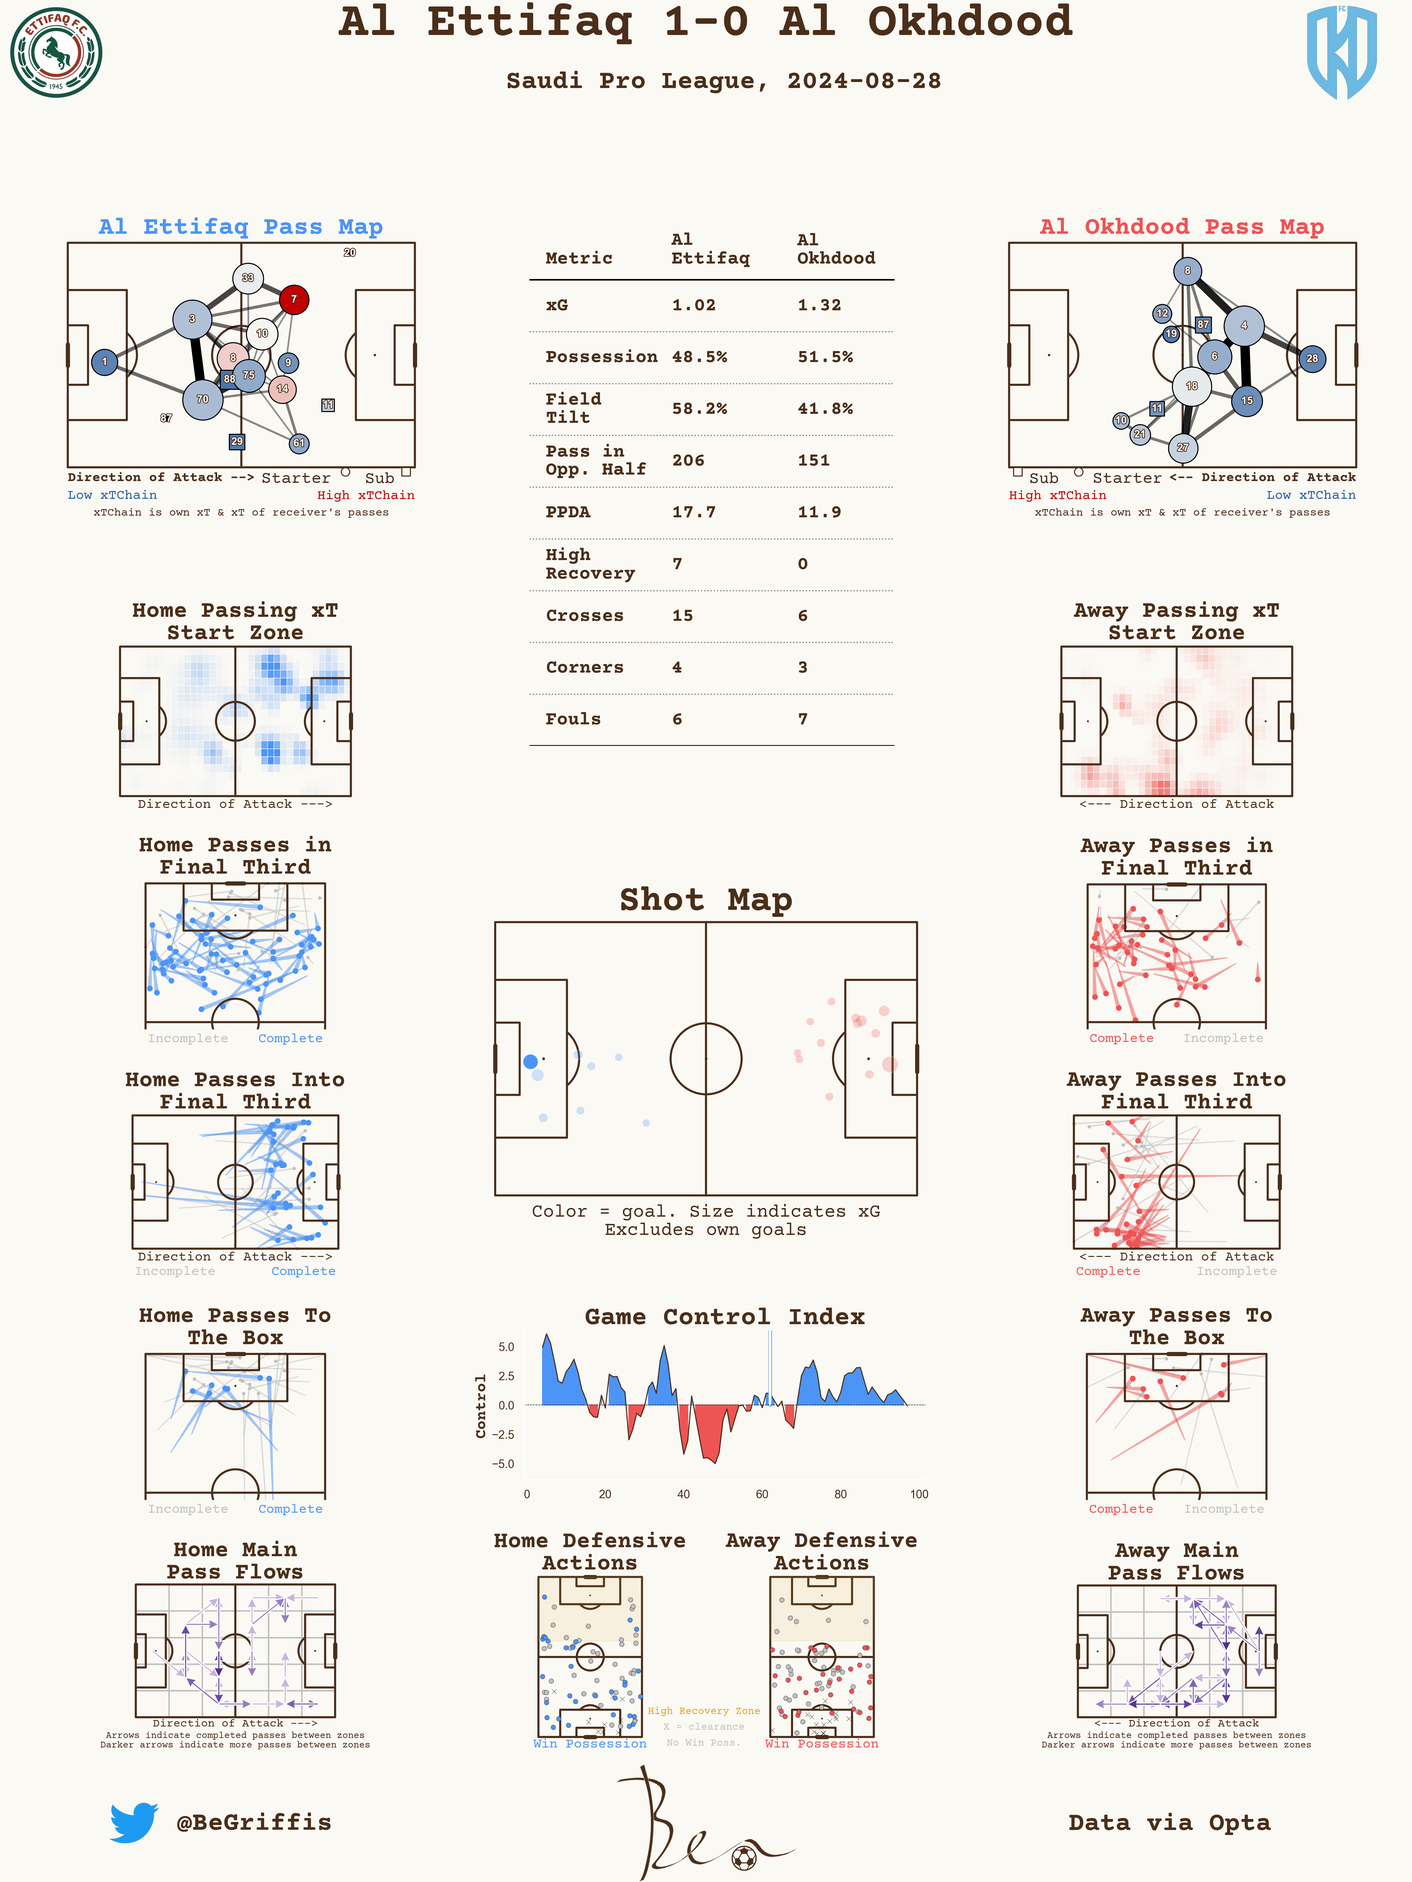 Al Ettifaq 1-0 Al Okhdood
Saudi Pro League, 2024-08-28
ETTIFAQ F.C.
1945
FC
Al Ettifaq Pass Map
20
33
7
3
10
8
9
1
88
75
14
70
11
87
29
61
Direction of Attack --> Starter Sub
Low xTChain High xTChain
xTChain is own xT & xT of receiver's passes
Metric Al Ettifaq Al Okhdood
xG 1.02 1.32
Possession 48.5% 51.5%
Field Tilt 58.2% 41.8%
Pass in Opp. Half 206 151
PPDA 17.7 11.9
High Recovery 7 0
Crosses 15 6
Corners 4 3
Fouls 6 7
Al Okhdood Pass Map
8
12
87
4
19
6
28
18
15
11
10
21
27
Sub Starter <-- Direction of Attack
High xTChain Low xTChain
xTChain is own xT & xT of receiver's passes
Home Passing xT
Start Zone
Direction of Attack --->
Away Passing xT
Start Zone
<--- Direction of Attack
Home Passes in
Final Third
Incomplete Complete
Away Passes in
Final Third
Complete Incomplete
Shot Map
Color = goal. Size indicates xG
Excludes own goals
Home Passes Into
Final Third
Direction of Attack --->
Incomplete Complete
Away Passes Into
Final Third
<--- Direction of Attack
Complete Incomplete
Home Passes To
The Box
Incomplete Complete
Game Control Index
Control
5.0
2.5
0.0
−2.5
−5.0
0 20 40 60 80 100
Away Passes To
The Box
Complete Incomplete
Home Main
Pass Flows
Direction of Attack --->
Arrows indicate completed passes between zones
Darker arrows indicate more passes between zones
Home Defensive
Actions
Win Possession
High Recovery Zone
X = clearance
No Win Poss.
Away Defensive
Actions
Win Possession
Away Main
Pass Flows
<--- Direction of Attack
Arrows indicate completed passes between zones
Darker arrows indicate more passes between zones
@BeGriffis
Ben
Data via Opta